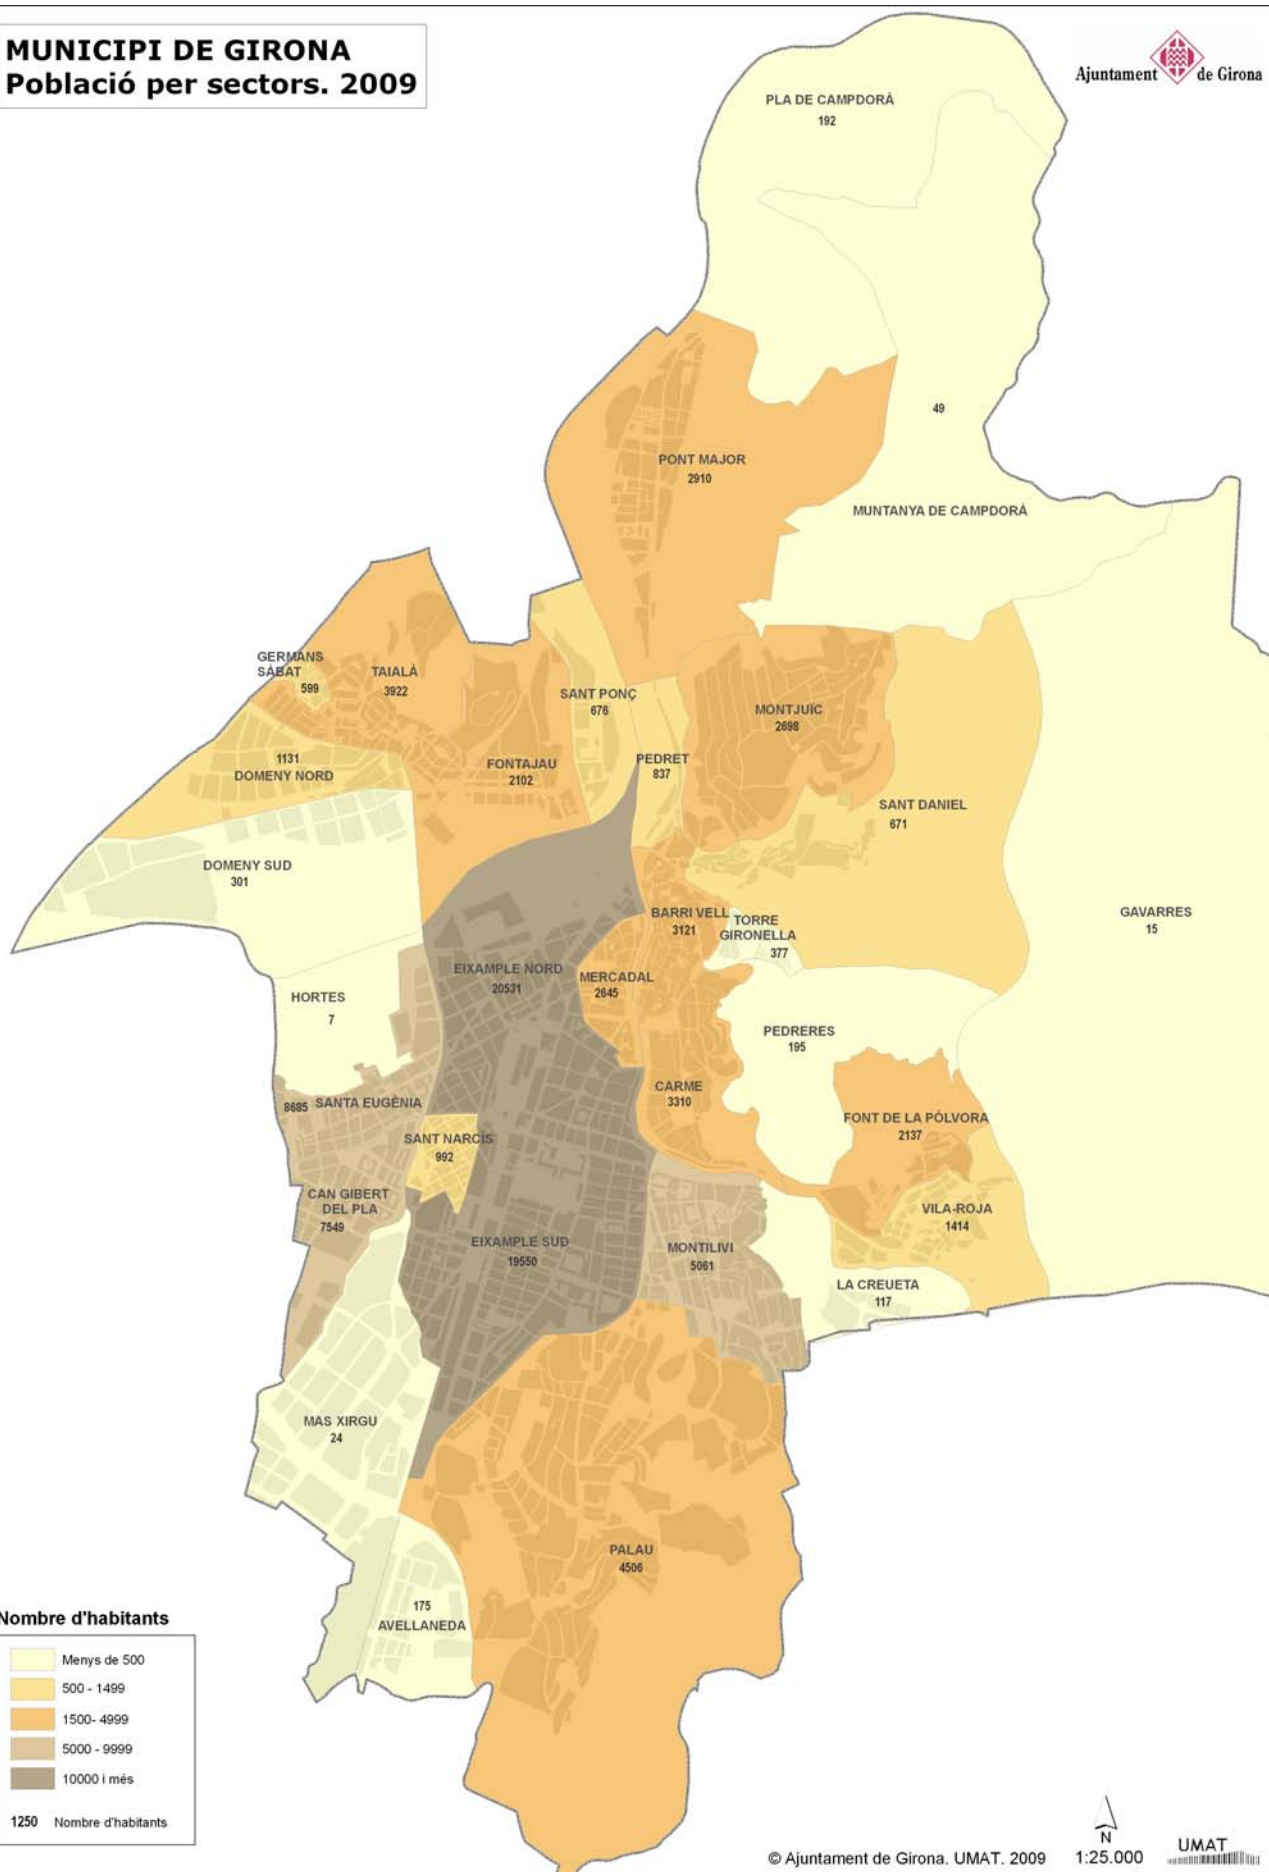 MUNICIPI DE GIRONA
Població per sectors. 2009
Ajuntament de Girona
PLA DE CAMPDORÀ
192
49
MUNTANYA DE CAMPDORÀ
PONT MAJOR
2910
GERMANS
SÀBAT
599
TAIALÀ
3922
SANT PONÇ
676
MONTJUÏC
2698
1131
DOMENY NORD
FONTAJAU
2102
PEDRET
837
SANT DANIEL
671
DOMENY SUD
301
BARRI VELL
3121
TORRE
GIRONELLA
377
GAVARRES
15
EIXAMPLE NORD
20531
MERCADAL
2645
HORTES
7
PEDRERES
195
8685 SANTA EUGÈNIA
CARME
3310
FONT DE LA PÓLVORA
2137
SANT NARCÍS
992
CAN GIBERT
DEL PLA
7549
VILA-ROJA
1414
EIXAMPLE SUD
19550
MONTILIVI
5061
LA CREUETA
117
MAS XIRGU
24
PALAU
4506
175
AVELLANEDA
Nombre d'habitants
Menys de 500
500 - 1499
1500- 4999
5000 - 9999
10000 i més
1250 Nombre d'habitants
N
© Ajuntament de Girona. UMAT. 2009
1:25.000
UMAT